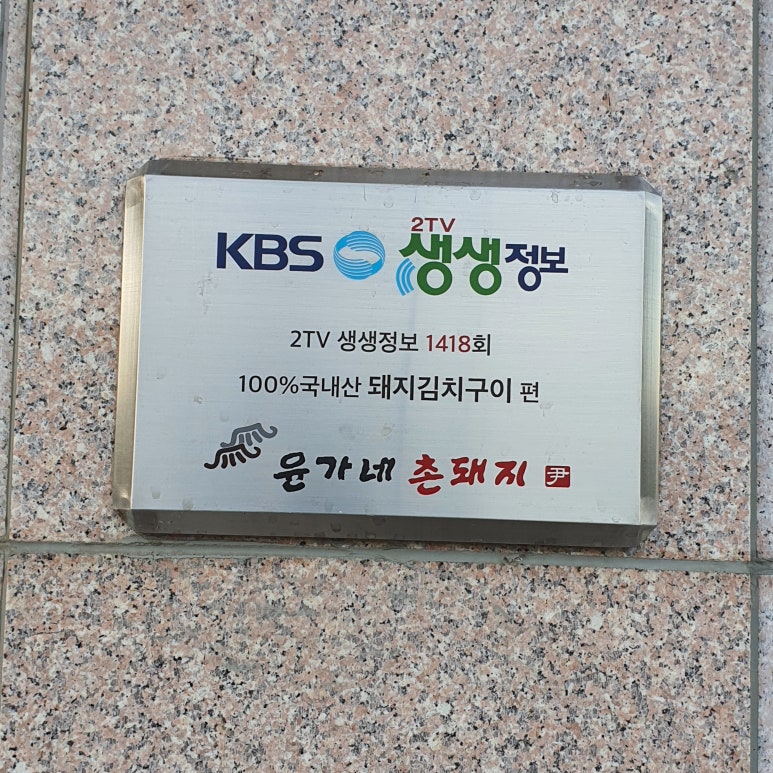 KBS 2TV 생생정보
2TV 생생정보 1418회
100%국내산 돼지김치구이 편
윤가네 촌돼지 尹